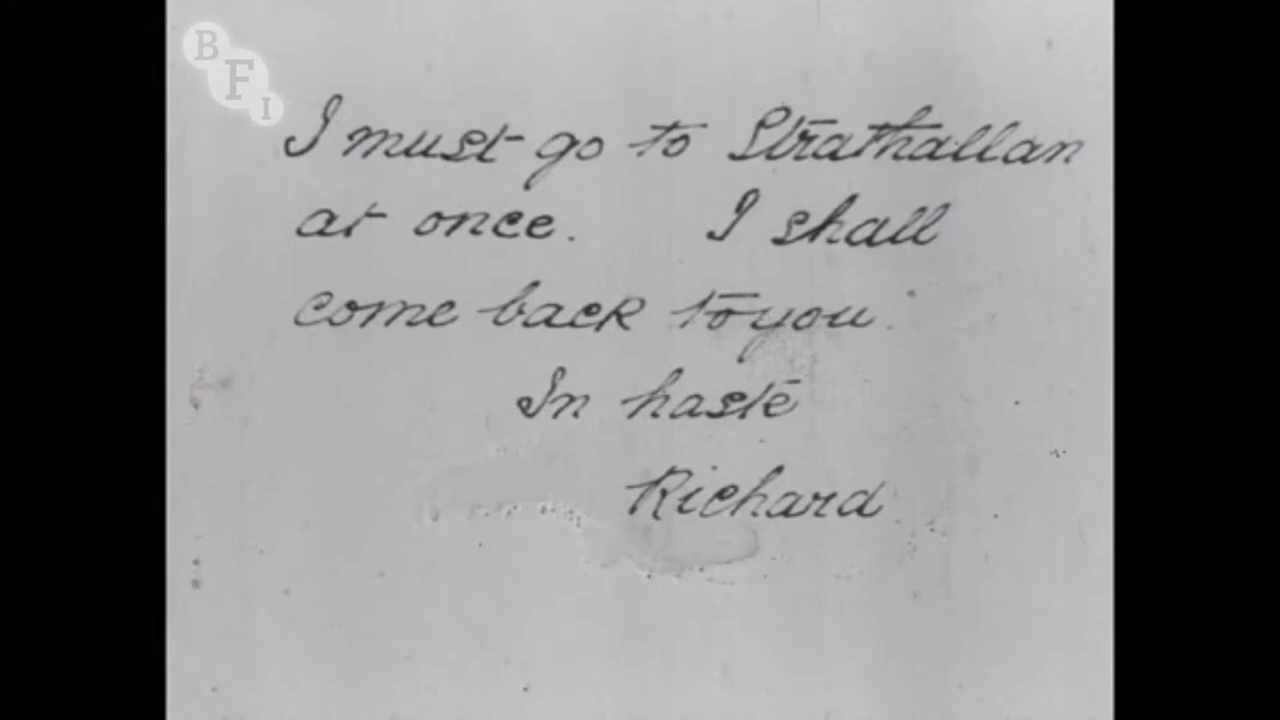 BFI
I must go to Strathallan
at once. I shall
come back to you.
In haste
Richard